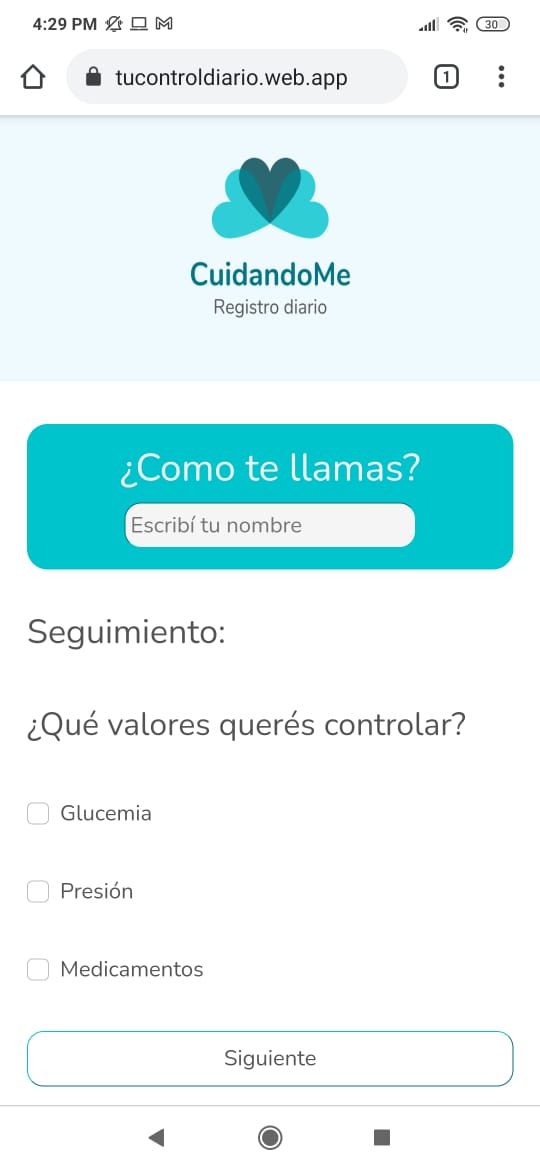 4:29 PM
30
tucontroldiario.web.app
1
CuidandoMe
Registro diario
¿Como te llamas?
Escribí tu nombre
Seguimiento:
¿Qué valores querés controlar?
Glucemia
Presión
Medicamentos
Siguiente